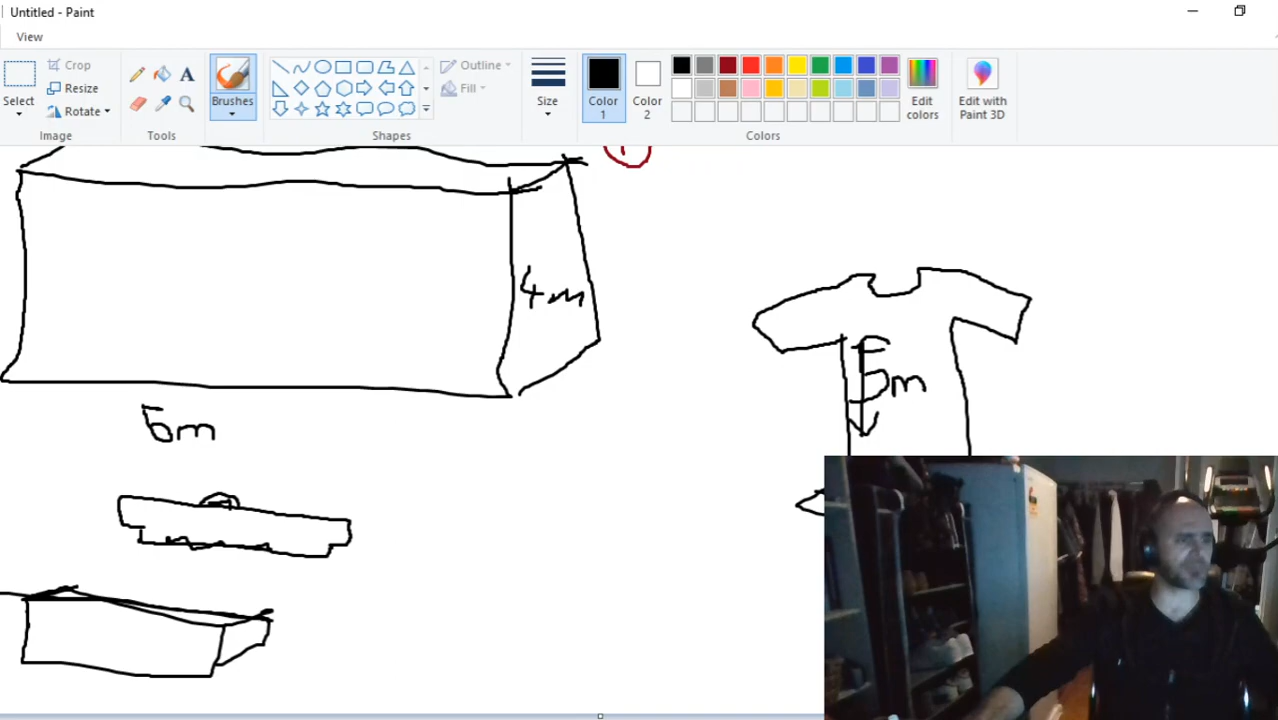 Untitled - Paint
View
Select
Crop
Resize
Rotate
Image
A
Tools
Brushes
Shapes
Outline
Fill
Size
Color 1
Color 2
Edit colors
Edit with Paint 3D
Colors
4m
5m